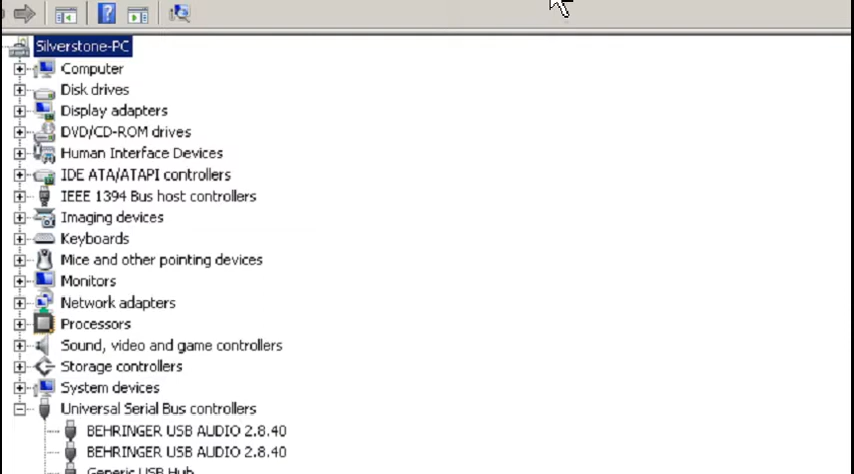 Silverstone-PC
Computer
Disk drives
Display adapters
DVD/CD-ROM drives
Human Interface Devices
IDE ATA/ATAPI controllers
IEEE 1394 Bus host controllers
Imaging devices
Keyboards
Mice and other pointing devices
Monitors
Network adapters
Processors
Sound, video and game controllers
Storage controllers
System devices
Universal Serial Bus controllers
BEHRINGER USB AUDIO 2.8.40
BEHRINGER USB AUDIO 2.8.40
Generic USB Hub